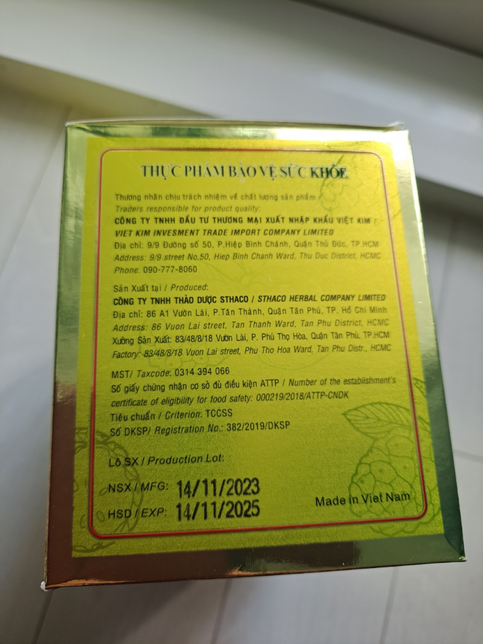 THỰC PHẨM BẢO VỆ SỨC KHỎE
Thương nhân chịu trách nhiệm về chất lượng sản phẩm /
Traders responsible for product quality:
CÔNG TY TNHH ĐẦU TƯ THƯƠNG MẠI XUẤT NHẬP KHẨU VIỆT KIM /
VIET KIM INVESMENT TRADE IMPORT COMPANY LIMITED
Địa chỉ: 9/9 Đường số 50, P.Hiệp Bình Chánh, Quận Thủ Đức, TP.HCM
Address: 9/9 street No.50, Hiep Binh Chanh Ward, Thu Duc District, HCMC
Phone: 090-777-8060
Sản Xuất tại / Produced:
CÔNG TY TNHH THẢO DƯỢC STHACO / STHACO HERBAL COMPANY LIMITED
Địa chỉ: 86 A1 Vườn Lài, P.Tân Thành, Quận Tân Phú, TP. Hồ Chí Minh
Address: 86 Vuon Lai street, Tan Thanh Ward, Tan Phu District, HCMC
Xưởng Sản Xuất: 83/48/8/18 Vườn Lài, P. Phú Thọ Hòa, Quận Tân Phú, TP.HCM
Factory: 83/48/8/18 Vuon Lai street, Phu Tho Hoa Ward, Tan Phu Distr., HCMC
MST/ Taxcode: 0314 394 066
Số giấy chứng nhận cơ sở đủ điều kiện ATTP / Number of the establishment's
certificate of eligibility for food safety: 000219/2018/ATTP-CNDK
Tiêu chuẩn / Criterion: TCCSS
Số DKSP/ Registration No.: 382/2019/DKSP
Lô SX / Production Lot:
NSX / MFG: 14/11/2023
HSD / EXP: 14/11/2025
Made in Viet Nam